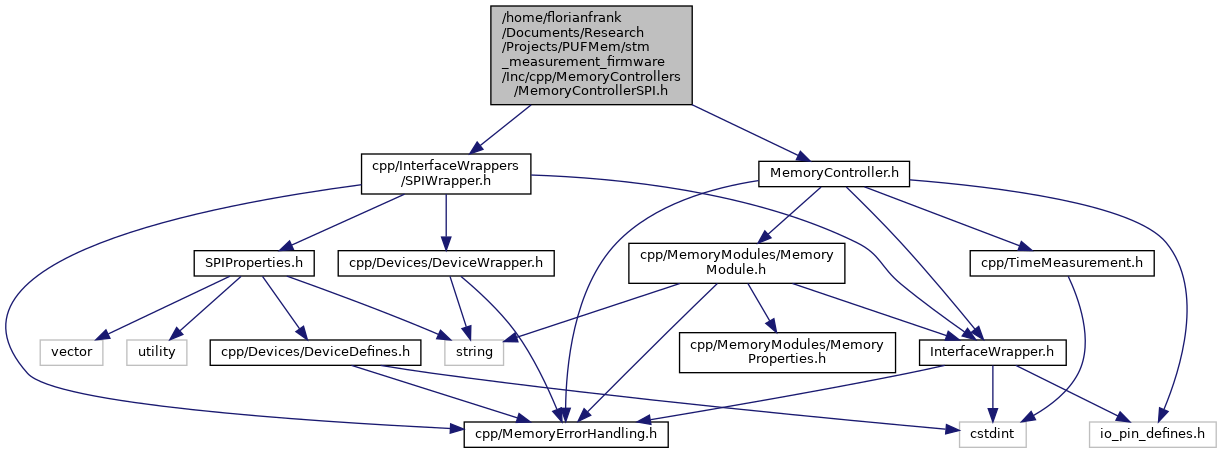 /home/florianfrank
/Documents/Research
/Projects/PUFMem/stm
_measurement_firmware
/Inc/cpp/MemoryControllers
/MemoryControllerSPI.h
cpp/InterfaceWrappers
/SPIWrapper.h
MemoryController.h
SPIProperties.h
cpp/Devices/DeviceWrapper.h
cpp/MemoryModules/Memory
Module.h
cpp/TimeMeasurement.h
vector
utility
cpp/Devices/DeviceDefines.h
string
cpp/MemoryModules/Memory
Properties.h
InterfaceWrapper.h
cpp/MemoryErrorHandling.h
cstdint
io_pin_defines.h